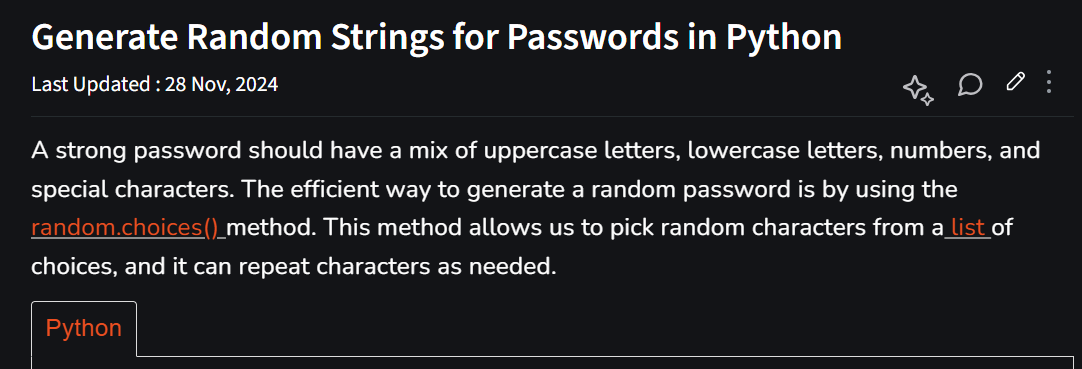 Generate Random Strings for Passwords in Python
Last Updated : 28 Nov, 2024
A strong password should have a mix of uppercase letters, lowercase letters, numbers, and
special characters. The efficient way to generate a random password is by using the
random.choices() method. This method allows us to pick random characters from a list of
choices, and it can repeat characters as needed.
Python